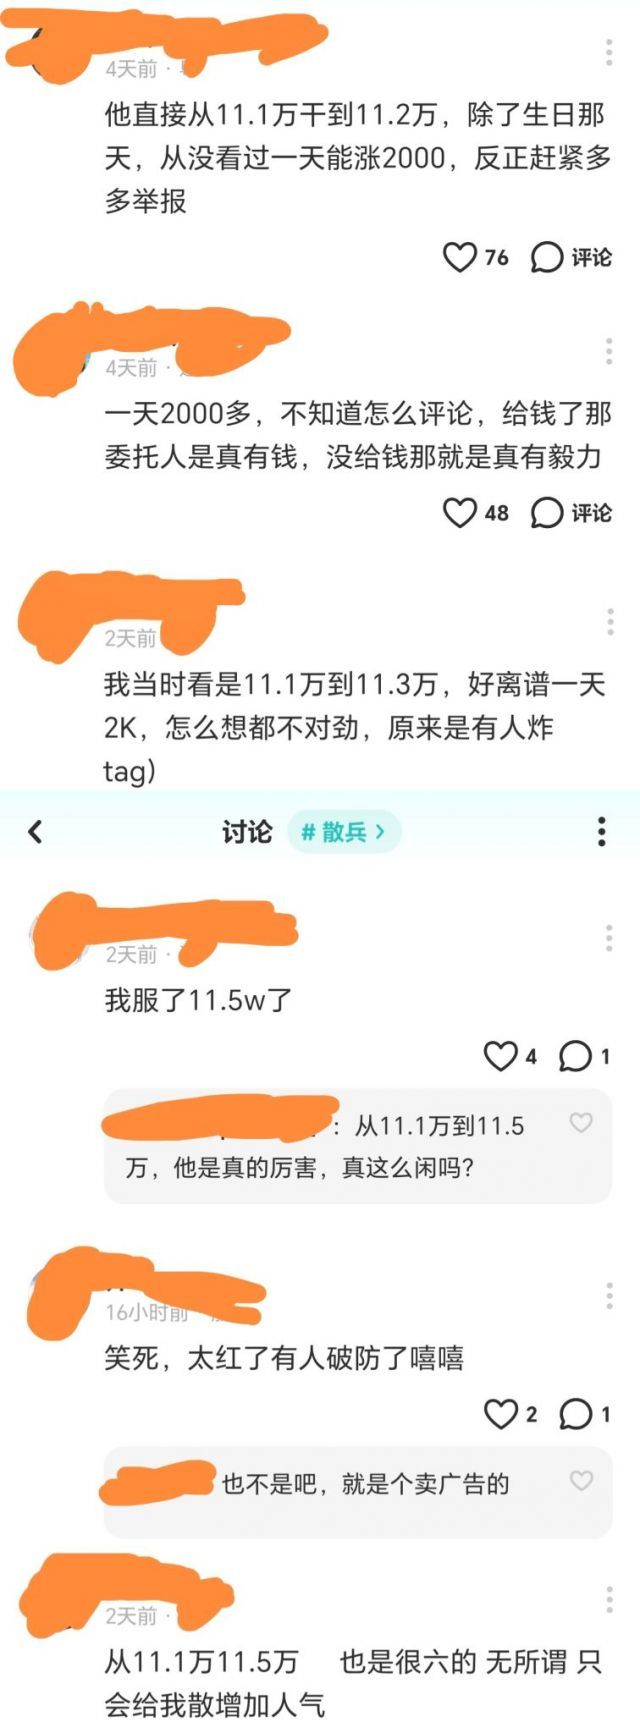 4天前 ·
他直接从11.1万干到11.2万，除了生日那
天，从没看过一天能涨2000，反正赶紧多
多举报
76 评论
4天前 ·
一天2000多，不知道怎么评论，给钱了那
委托人是真有钱，没给钱那就是真有毅力
48 评论
2天前
我当时看是11.1万到11.3万，好离谱一天
2K，怎么想都不对劲，原来是有人炸
tag)
讨论 # 散兵
2天前 ·
我服了11.5w了
4 1
：从11.1万到11.5
万，他是真的厉害，真这么闲吗？
16小时前
笑死，太红了有人破防了嘻嘻
2 1
也不是吧，就是个卖广告的
2天前 ·
从11.1万11.5万 也是很六的 无所谓 只
会给我散增加人气